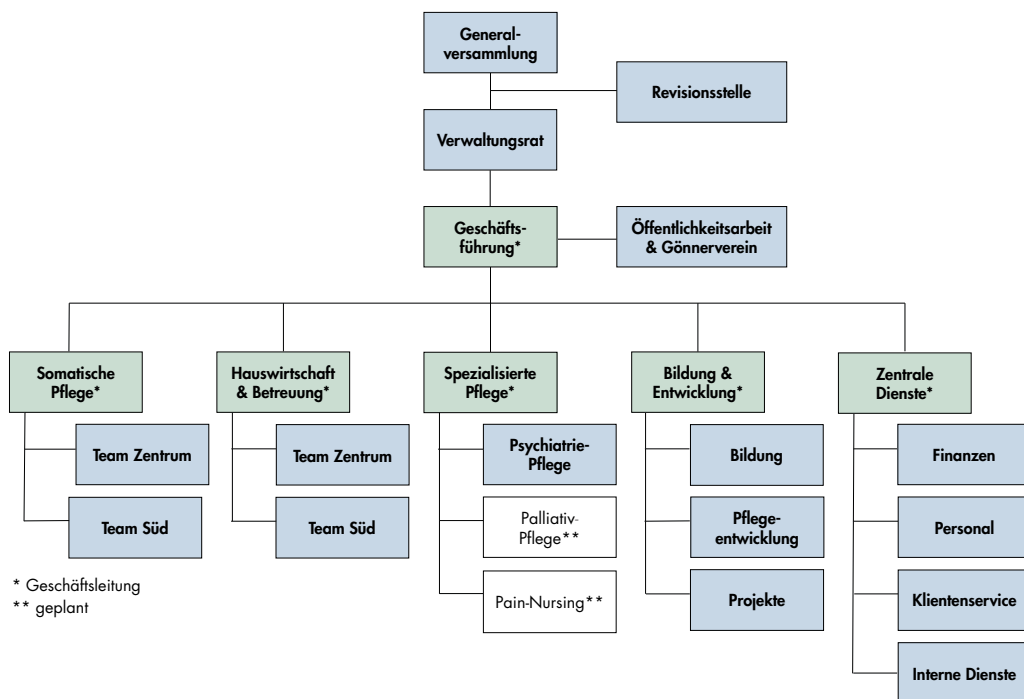 General-
versammlung
Revisionsstelle
Verwaltungsrat
Geschäfts-
führung*
Öffentlichkeitsarbeit
& Gönnerverein
Somatische
Pflege*
Hauswirtschaft
& Betreuung*
Spezialisierte
Pflege*
Bildung &
Entwicklung*
Zentrale
Dienste*
Team Zentrum
Team Süd
Team Zentrum
Team Süd
Psychiatrie-
Pflege
Palliativ-
Pflege**
Pain-Nursing**
Bildung
Pflege-
entwicklung
Projekte
Finanzen
Personal
Klientenservice
Interne Dienste
* Geschäftsleitung
** geplant